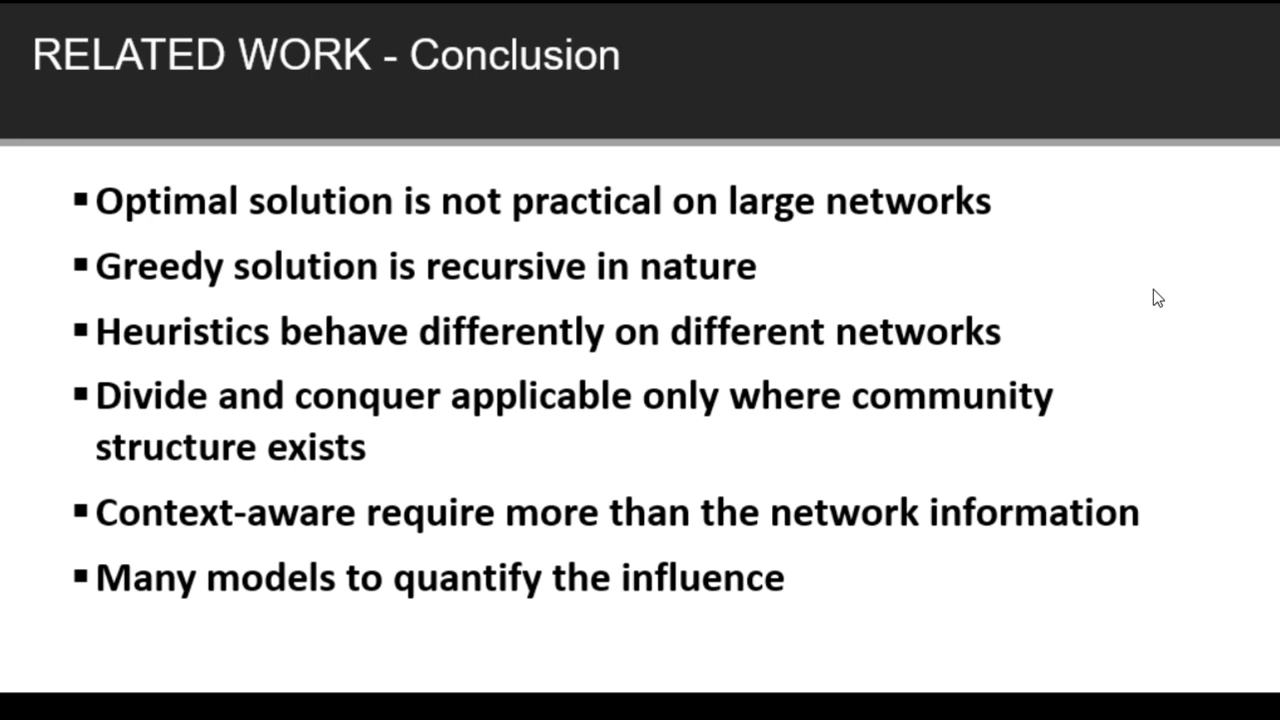 RELATED WORK - Conclusion
▪Optimal solution is not practical on large networks
▪Greedy solution is recursive in nature
▪Heuristics behave differently on different networks
▪Divide and conquer applicable only where community
structure exists
▪Context-aware require more than the network information
▪Many models to quantify the influence